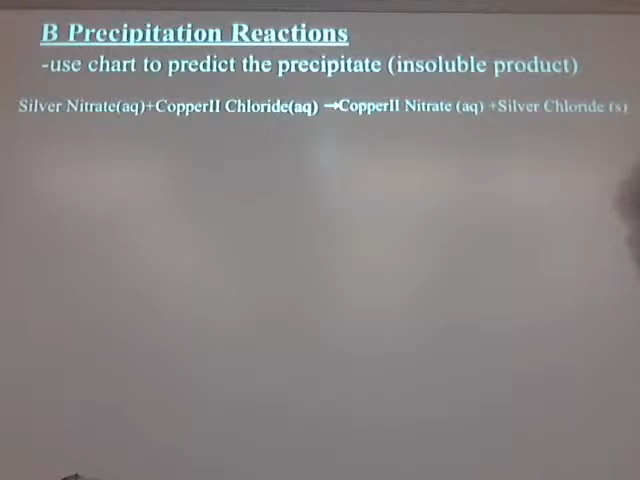 B Precipitation Reactions
-use chart to predict the precipitate (insoluble product)
Silver Nitrate(aq)+CopperII Chloride(aq) →CopperII Nitrate (aq) +Silver Chloride (s)